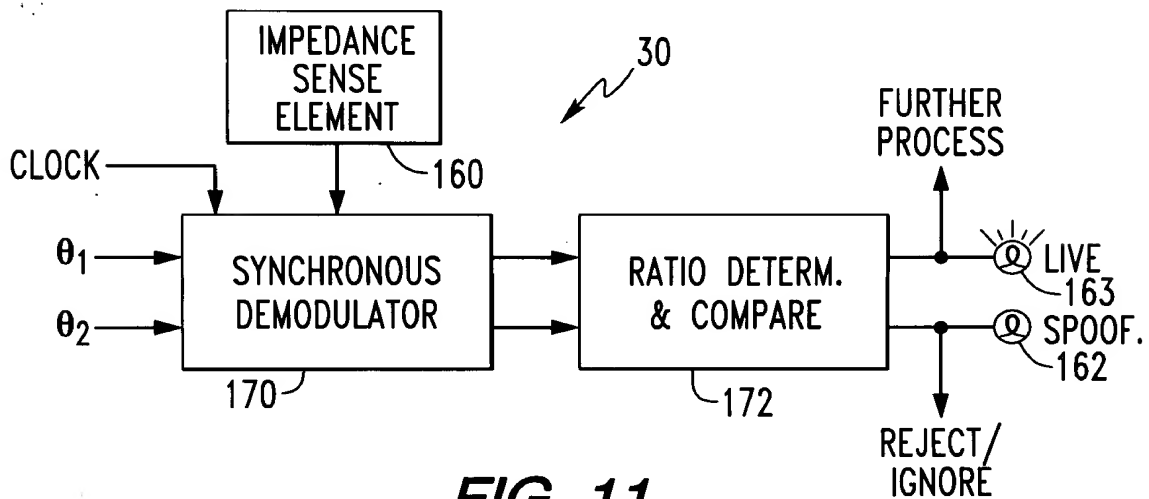 IMPEDANCE
SENSE
ELEMENT
30
FURTHER
PROCESS
CLOCK
160
θ1
SYNCHRONOUS
DEMODULATOR
RATIO DETERM.
& COMPARE
LIVE
163
θ2
SPOOF.
162
170
172
REJECT/
IGNORE
FIG. 11